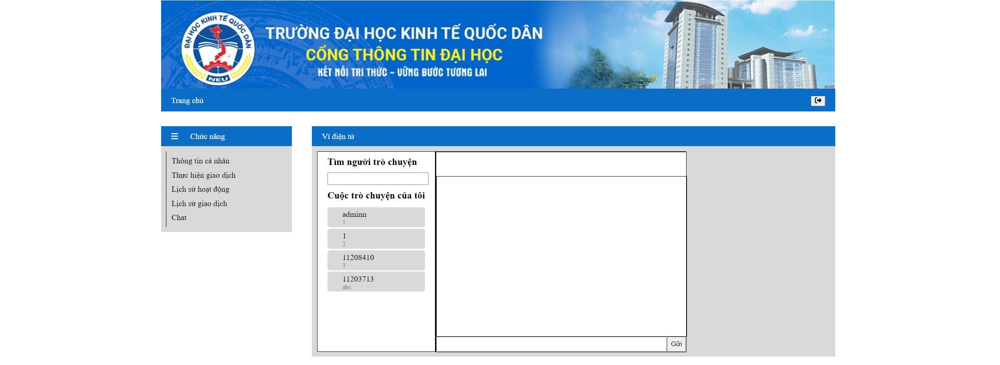 ĐẠI HỌC KINH TẾ QUỐC DÂN
NEU
TRƯỜNG ĐẠI HỌC KINH TẾ QUỐC DÂN
CỔNG THÔNG TIN ĐẠI HỌC
KẾT NỐI TRI THỨC – VỮNG BƯỚC TƯƠNG LAI
Trang chủ
Chức năng
Thông tin cá nhân
Thực hiện giao dịch
Lịch sử hoạt động
Lịch sử giao dịch
Chat
Ví điện tử
Tìm người trò chuyện
Cuộc trò chuyện của tôi
adminn
1
1
2
11208410
3
11203713
abc
Gửi